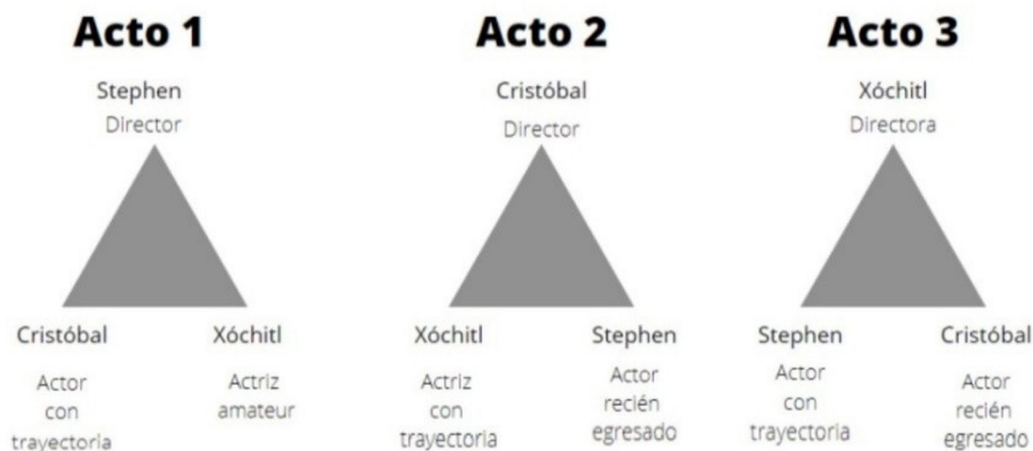 Acto 1
Stephen
Director
Cristóbal
Actor
con
trayectoria
Xóchitl
Actriz
amateur
Acto 2
Cristóbal
Director
Xóchitl
Actriz
con
trayectoria
Stephen
Actor
recién
egresado
Acto 3
Xóchitl
Directora
Stephen
Actor
con
trayectoria
Cristóbal
Actor
recién
egresado